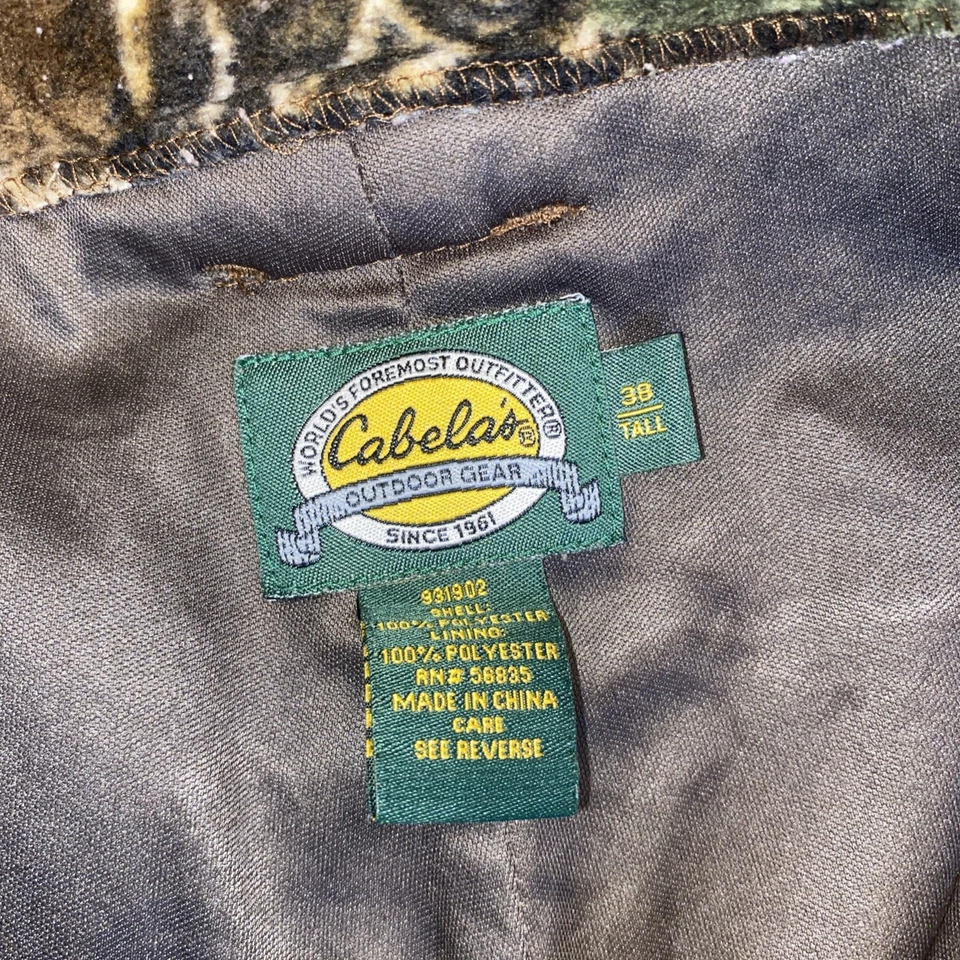 WORLD'S FOREMOST OUTFITTER®
Cabela's®
OUTDOOR GEAR
SINCE 1961
38
TALL
931902
SHELL:
100% POLYESTER
LINING:
100% POLYESTER
RN# 56835
MADE IN CHINA
CARE
SEE REVERSE